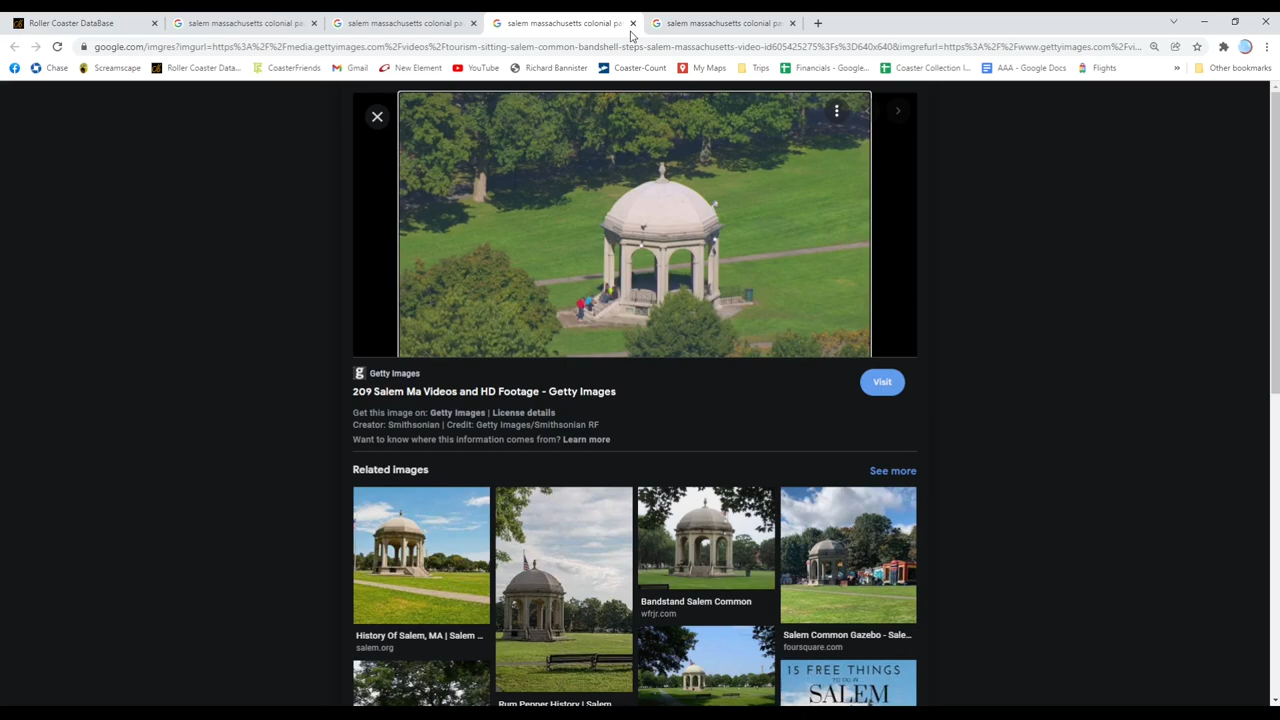 Roller Coaster DataBase
salem massachusetts colonial pa
salem massachusetts colonial pa
salem massachusetts colonial pa
salem massachusetts colonial pa
google.com/imgres?imgurl=https%3A%2F%2Fmedia.gettyimages.com%2Fvideos%2Ftourism-sitting-salem-common-bandshell-steps-salem-massachusetts-video-id605425275%3Fs%3D640x640&imgrefurl=https%3A%2F%2Fwww.gettyimages.com%2Fvi...
Chase
Screamscape
Roller Coaster Data...
CoasterFriends
Gmail
New Element
YouTube
Richard Bannister
Coaster-Count
My Maps
Trips
Financials - Google...
Coaster Collection I...
AAA - Google Docs
Flights
»
Other bookmarks
Getty Images
209 Salem Ma Videos and HD Footage - Getty Images
Visit
Get this image on: Getty Images | License details
Creator: Smithsonian | Credit: Getty Images/Smithsonian RF
Want to know where this information comes from? Learn more
Related images
See more
History Of Salem, MA | Salem ...
salem.org
Rum Pepper History | Salem
Bandstand Salem Common
wfrjr.com
Salem Common Gazebo - Sale...
foursquare.com
15 FREE THINGS
TO DO IN
SALEM